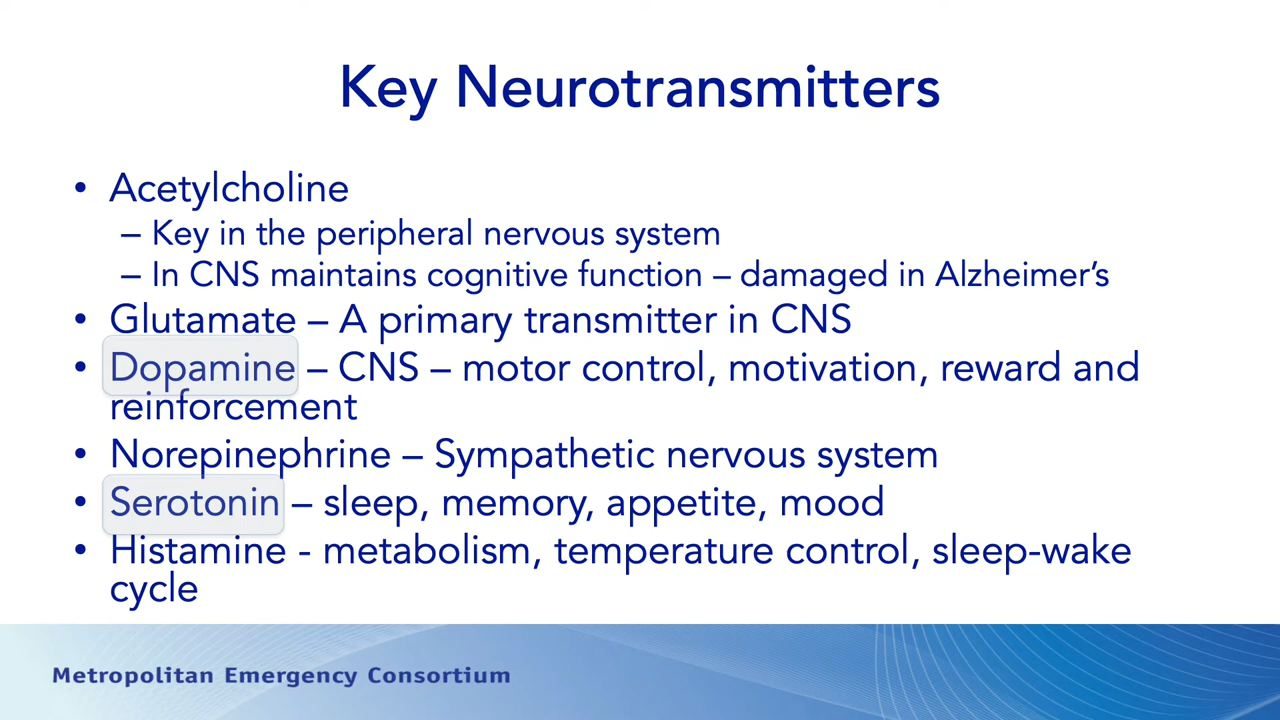 Key Neurotransmitters
• Acetylcholine
– Key in the peripheral nervous system
– In CNS maintains cognitive function – damaged in Alzheimer’s
• Glutamate – A primary transmitter in CNS
• Dopamine – CNS – motor control, motivation, reward and
reinforcement
• Norepinephrine – Sympathetic nervous system
• Serotonin – sleep, memory, appetite, mood
• Histamine - metabolism, temperature control, sleep-wake
cycle
Metropolitan Emergency Consortium